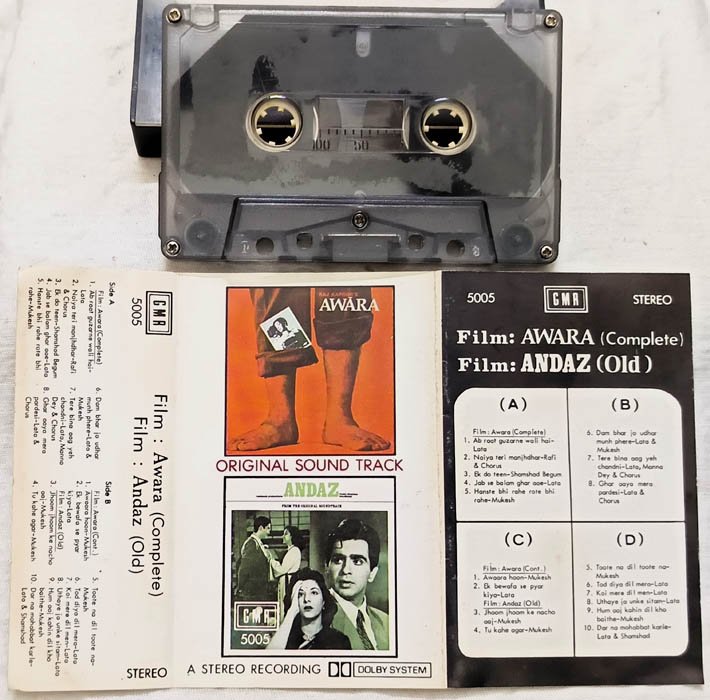 100 50
5005
GMR
Side A
Film: Awara (Complete)
1. Ab raat guzarne wali hai-
Lata
2. Naiya teri manjhdhar-Rafi
& Chorus
3. Ek do teen-Shamshad Begum
4. Jab se balam ghar aae-Lata
5. Hanste bhi rahe rote bhi
rahe-Mukesh
6. Dam bhar jo udhar
munh phere-Lata &
Mukesh
7. Tere bina aag yeh
chandni-Lata, Manna
Dey & Chorus
8. Ghar aaya mera
pardesi-Lata &
Chorus
Side B
Film: Awara (Cont.)
1. Awaara hoon-Mukesh
2. Ek bewafa se pyar
kiya-Lata
Film: Andaz (Old)
3. Jhoom jhoom ke nacho
aaj-Mukesh
4. Tu kahe agar-Mukesh
5. Toote na dil toote na-
Mukesh
6. Tod diya dil mera-Lata
7. Koi mere dil men-Lata
8. Uthaye ja unke sitam-Lata
9. Hum aaj kahin dil kho
baithe-Mukesh
10. Dar na mohabbat karle-
Lata & Shamshad
Film : Awara (Complete)
Film : Andaz (Old)
STEREO
RAJ KAPOOR'S
AWARA
ORIGINAL SOUND TRACK
ANDAZ
FROM THE ORIGINAL SOUNDTRACK
GMR
5005
A STEREO RECORDING DOLBY SYSTEM
5005 GMR STEREO
Film: AWARA (Complete)
Film: ANDAZ (Old)
(A)
Film: Awara (Complete)
1. Ab raat guzarne wali hai-
Lata
2. Naiya teri manjhdhar-Rafi
& Chorus
3. Ek do teen-Shamshad Begum
4. Jab se balam ghar aae-Lata
5. Hanste bhi rahe rote bhi
rahe-Mukesh
(B)
6. Dam bhar jo udhar
munh phere-Lata &
Mukesh
7. Tere bina aag yeh
chandni-Lata, Manna
Dey & Chorus
8. Ghar aaya mera
pardesi-Lata &
Chorus
(C)
Film: Awara (Cont.)
1. Awaara hoon-Mukesh
2. Ek bewafa se pyar
kiya-Lata
Film: Andaz (Old)
3. Jhoom jhoom ke nacho
aaj-Mukesh
4. Tu kahe agar-Mukesh
(D)
5. Toote na dil toote na-
Mukesh
6. Tod diya dil mera-Lata
7. Koi mere dil men-Lata
8. Uthaye ja unke sitam-Lata
9. Hum aaj kahin dil kho
baithe-Mukesh
10. Dar na mohabbat karle-
Lata & Shamshad